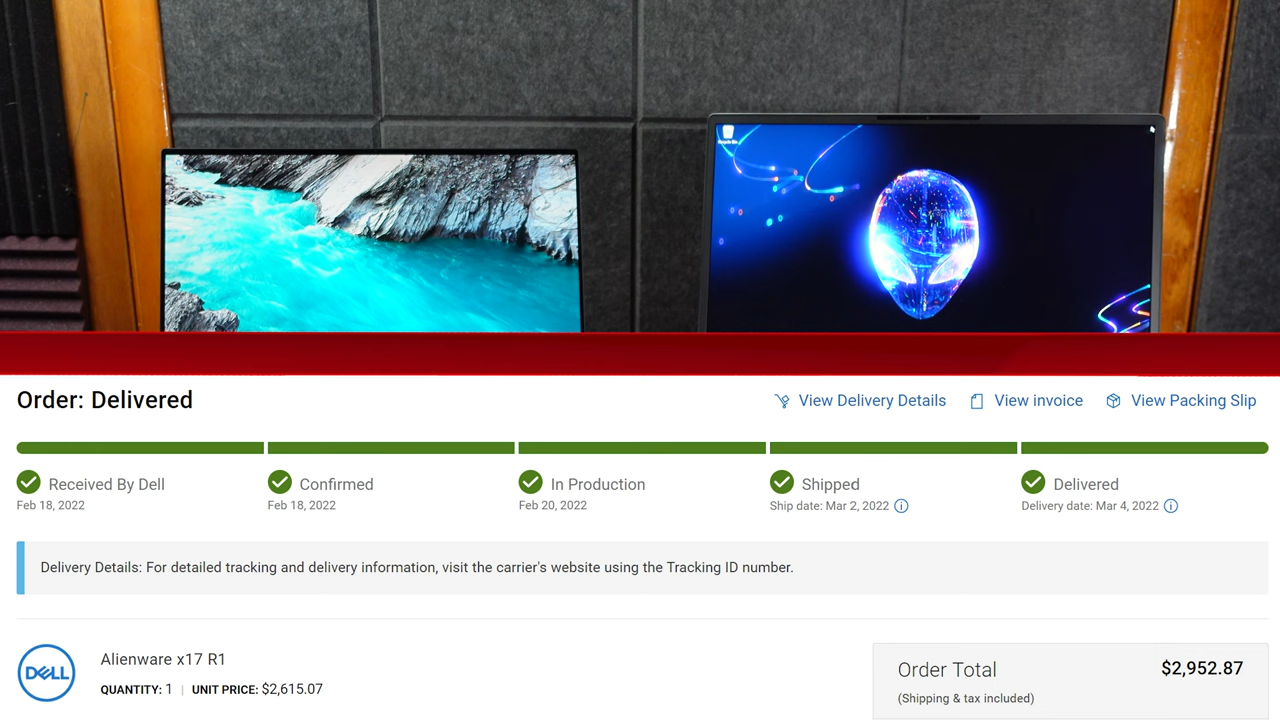 Order: Delivered
View Delivery Details
View invoice
View Packing Slip
Received By Dell
Feb 18, 2022
Confirmed
Feb 18, 2022
In Production
Feb 20, 2022
Shipped
Ship date: Mar 2, 2022
Delivered
Delivery date: Mar 4, 2022
Delivery Details: For detailed tracking and delivery information, visit the carrier's website using the Tracking ID number.
DELL
Alienware x17 R1
QUANTITY: 1 | UNIT PRICE: $2,615.07
Order Total
$2,952.87
(Shipping & tax included)